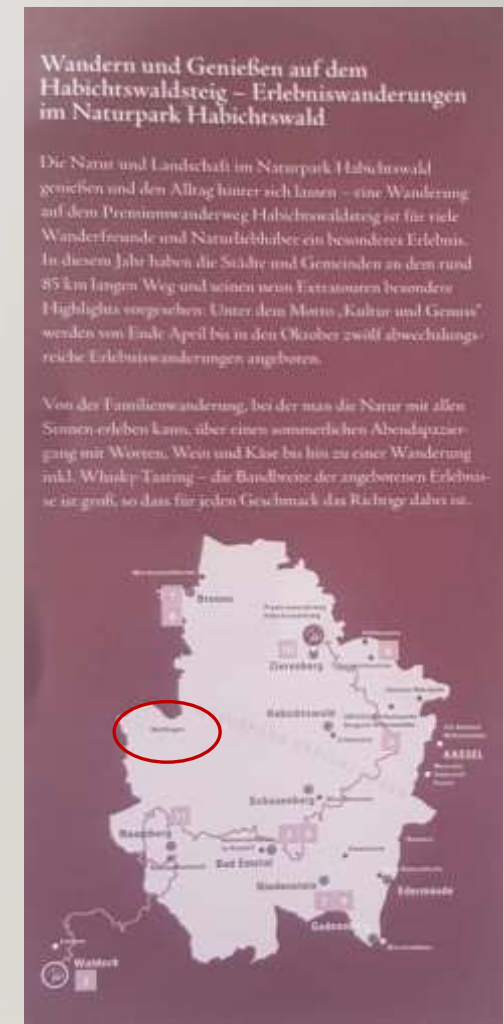 Wandern und Genießen auf dem
Habichtswaldsteig – Erlebniswanderungen
im Naturpark Habichtswald
Die Natur und Landschaft im Naturpark Habichtswald
genießen und den Alltag hinter sich lassen – eine Wanderung
auf dem Premiumwanderweg Habichtswaldsteig ist für viele
Wanderfreunde und Naturliebhaber ein besonderes Erlebnis.
In diesem Jahr haben die Städte und Gemeinden an dem rund
85 km langen Weg und seinen neun Extratouren besondere
Highlights vorgesehen: Unter dem Motto „Kultur und Genuss“
werden von Ende April bis in den Oktober zwölf abwechslungs-
reiche Erlebniswanderungen angeboten.
Von der Familienwanderung, bei der man die Natur mit allen
Sinnen erleben kann, über einen sommerlichen Abendspazier-
gang mit Worten, Wein und Käse bis hin zu einer Wanderung
inkl. Whisky-Tasting – die Bandbreite der angebotenen Erlebnis-
se ist groß, so dass für jeden Geschmack das Richtige dabei ist.
Breuna
Zierenberg
Habichtswald
KASSEL
Schauenburg
Naumburg
Bad Emstal
Niedenstein
Edermünde
Gudensberg
Waldeck